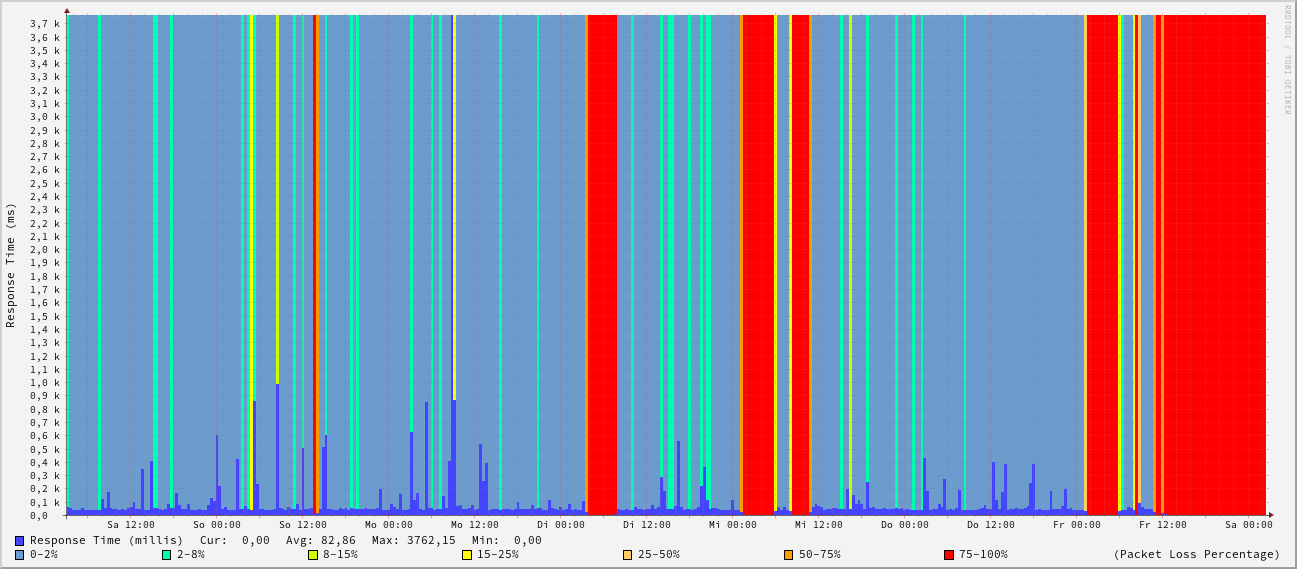 RRDTOOL / TOBI OETIKER
Response Time (ms)
3,7 k
3,6 k
3,5 k
3,4 k
3,3 k
3,2 k
3,1 k
3,0 k
2,9 k
2,8 k
2,7 k
2,6 k
2,5 k
2,4 k
2,3 k
2,2 k
2,1 k
2,0 k
1,9 k
1,8 k
1,7 k
1,6 k
1,5 k
1,4 k
1,3 k
1,2 k
1,1 k
1,0 k
0,9 k
0,8 k
0,7 k
0,6 k
0,5 k
0,4 k
0,3 k
0,2 k
0,1 k
0,0
Sa 12:00 So 00:00 So 12:00 Mo 00:00 Mo 12:00 Di 00:00 Di 12:00 Mi 00:00 Mi 12:00 Do 00:00 Do 12:00 Fr 00:00 Fr 12:00 Sa 00:00
Response Time (millis) Cur: 0,00 Avg: 82,86 Max: 3762,15 Min: 0,00
0-2% 2-8% 8-15% 15-25% 25-50% 50-75% 75-100% (Packet Loss Percentage)